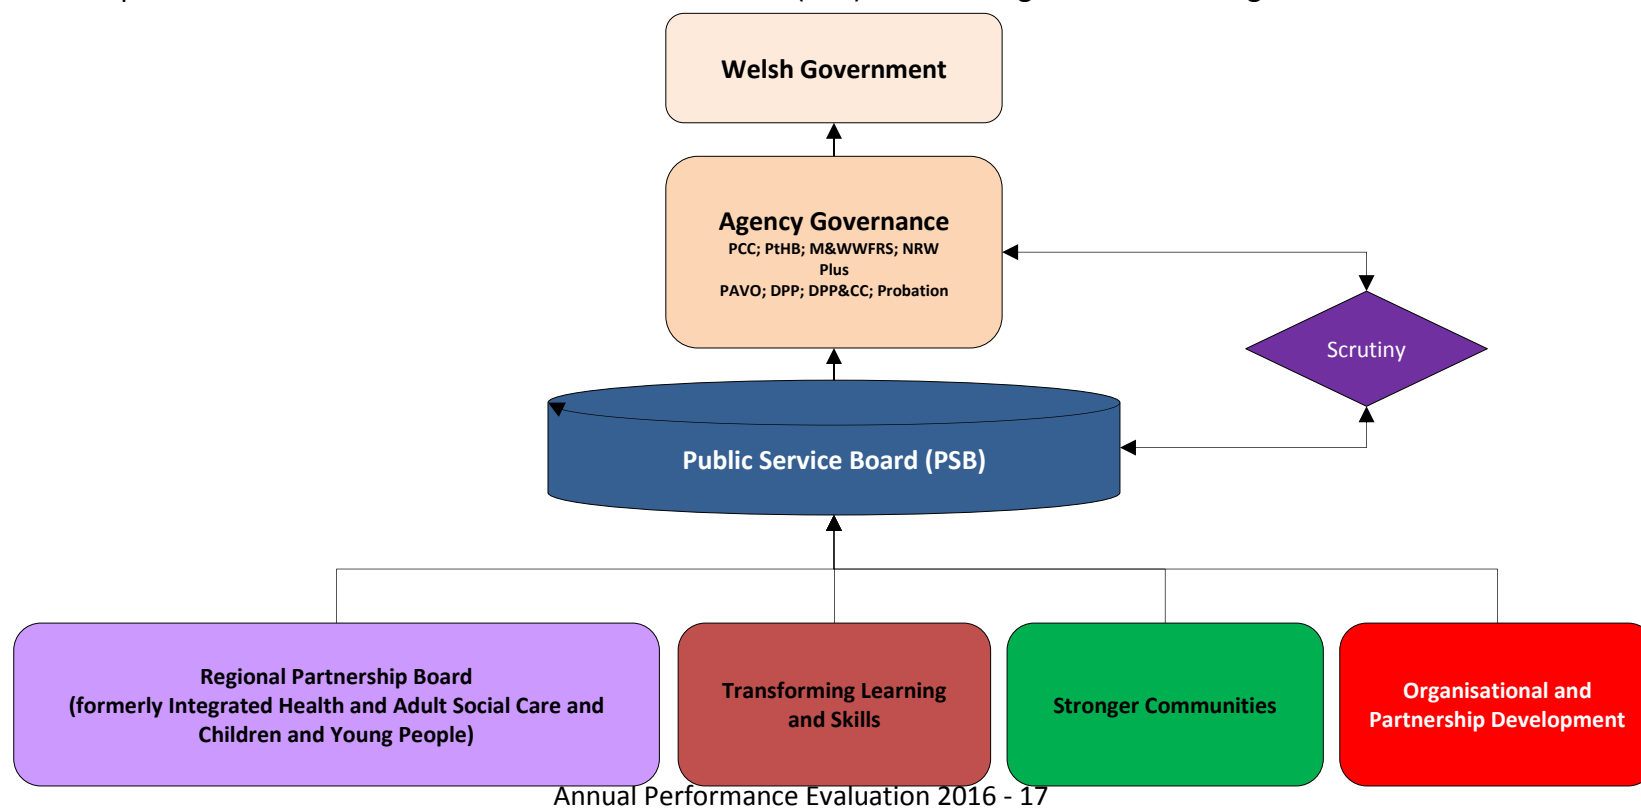 Welsh Government
Agency Governance
PCC; PtHB; M&WWFRS; NRW
Plus
PAVO; DPP; DPP&CC; Probation
Scrutiny
Public Service Board (PSB)
Regional Partnership Board
(formerly Integrated Health and Adult Social Care and
Children and Young People)
Transforming Learning
and Skills
Stronger Communities
Organisational and
Partnership Development
Annual Performance Evaluation 2016 - 17